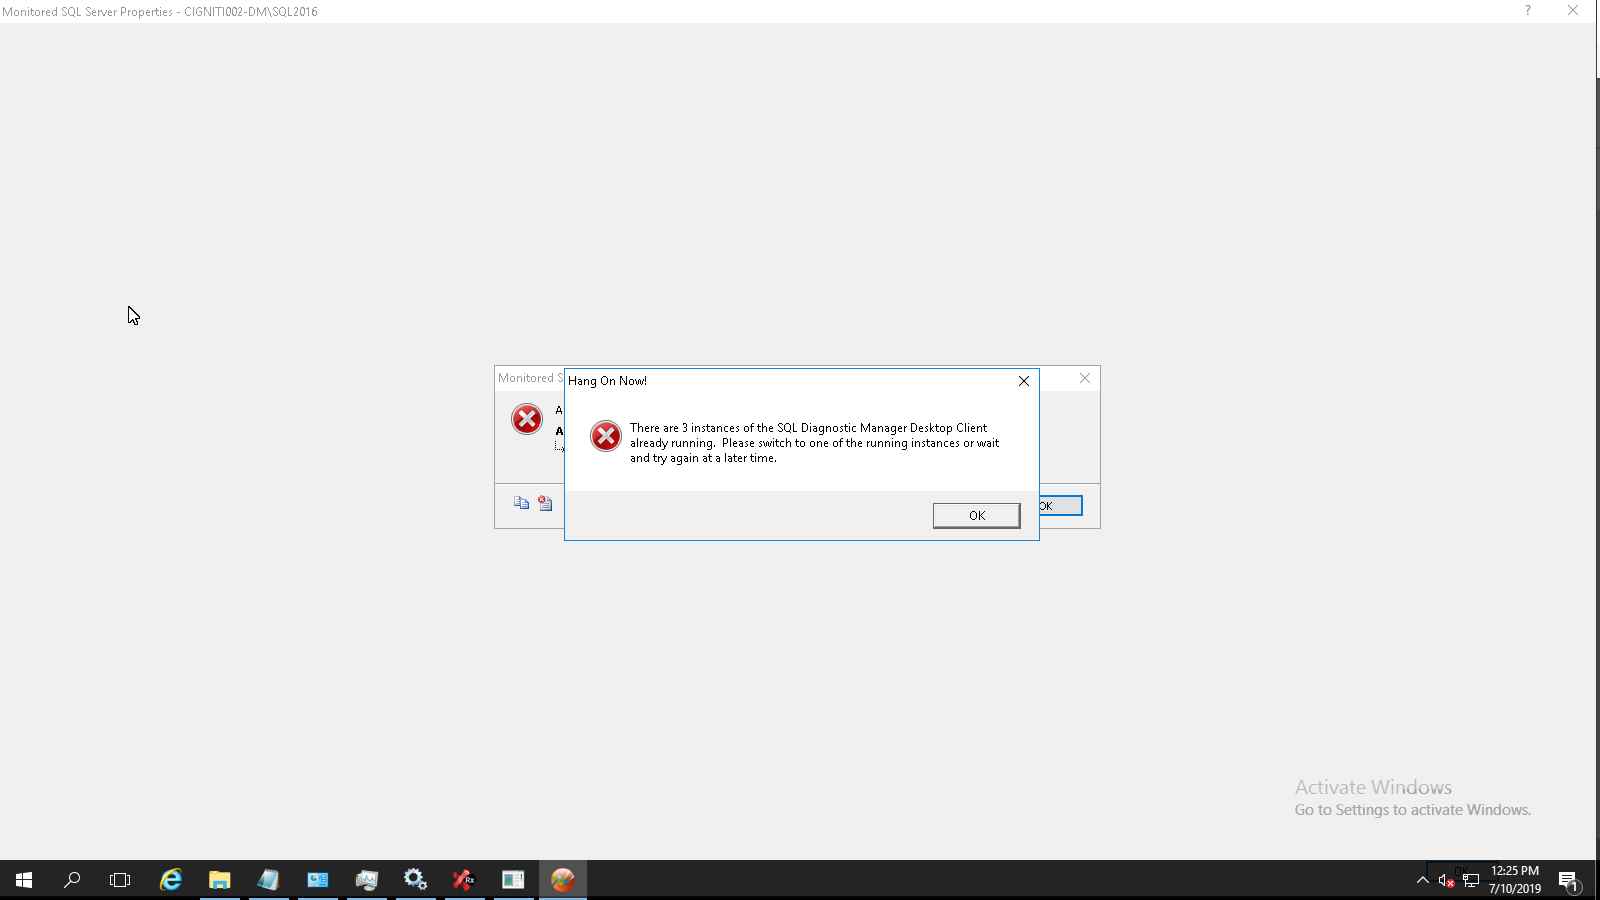 Monitored SQL Server Properties - CIGNITI002-DM\SQL2016
Monitored S
Hang On Now!
A
A
There are 3 instances of the SQL Diagnostic Manager Desktop Client
already running.  Please switch to one of the running instances or wait
and try again at a later time.
OK
OK
Activate Windows
Go to Settings to activate Windows.
Rx
12:25 PM
7/10/2019
1